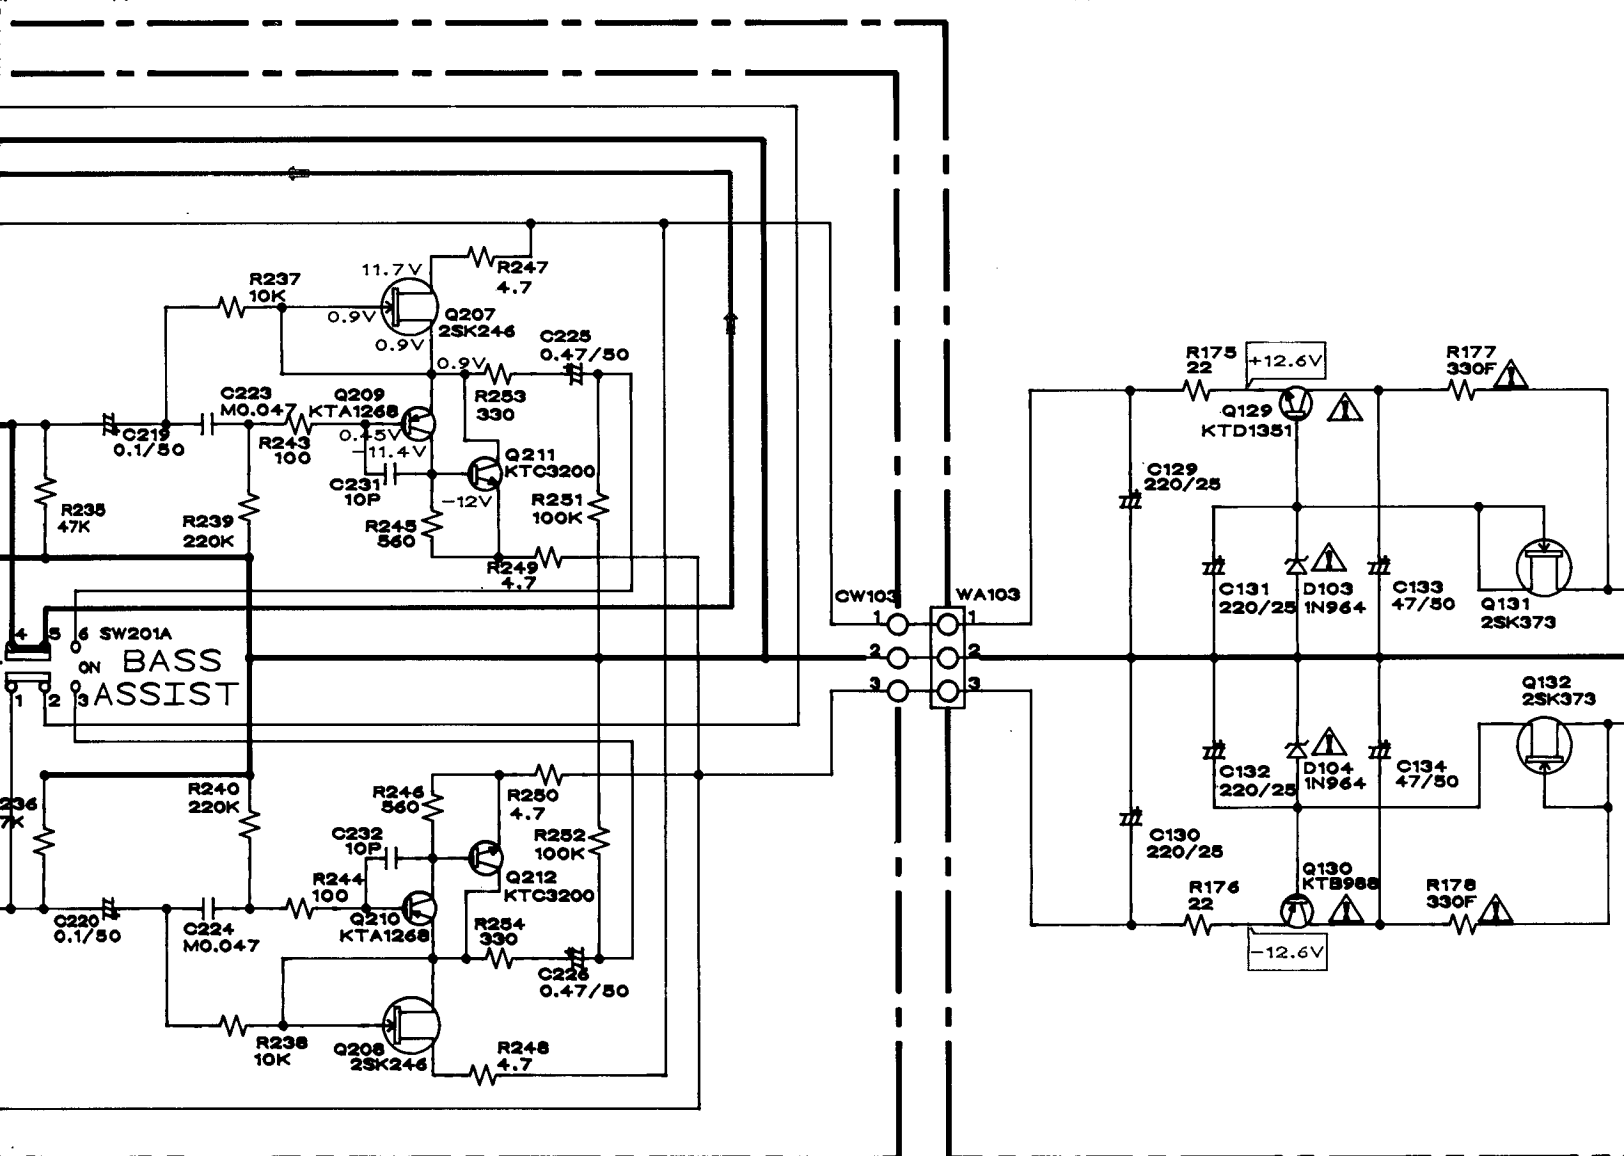 R237
10K
11.7V
0.9V
0.9V
R247
4.7
Q207
2SK246
0.9V
C225
0.47/50
R253
330
C223
M0.047
Q209
KTA1268
0.45V
-11.4V
C219
0.1/50
R243
100
C231
10P
Q211
KTC3200
-12V
R235
47K
R239
220K
R245
560
R251
100K
R249
4.7
4
5
6
SW201A
ON
BASS
ASSIST
1
2
3
CW103
WA103
1
1
2
2
3
3
R240
220K
236
7K
R246
560
R250
4.7
C232
10P
R252
100K
Q212
KTC3200
R244
100
Q210
KTA1268
R254
330
C220
0.1/50
C224
M0.047
C226
0.47/50
R238
10K
Q208
2SK246
R248
4.7
R175
22
+12.6V
Q129
KTD1351
R177
330F
C129
220/25
C131
220/25
D103
1N964
C133
47/50
Q131
2SK373
Q132
2SK373
C132
220/25
D104
1N964
C134
47/50
C130
220/25
R176
22
Q130
KTB988
R178
330F
-12.6V